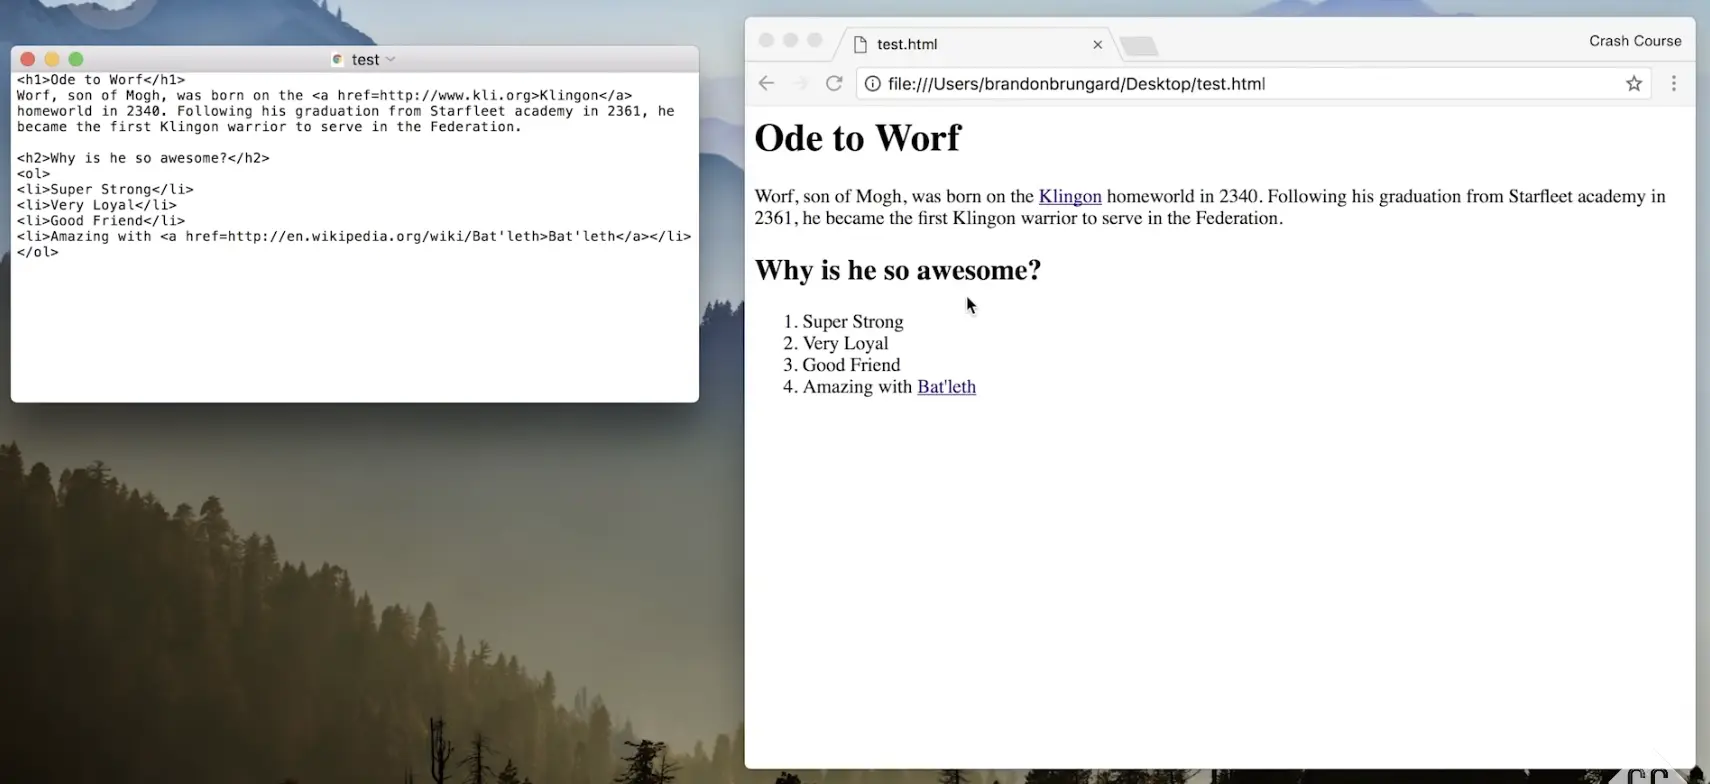 test
<h1>Ode to Worf</h1>
Worf, son of Mogh, was born on the <a href=http://www.kli.org>Klingon</a>
homeworld in 2340. Following his graduation from Starfleet academy in 2361, he
became the first Klingon warrior to serve in the Federation.
<h2>Why is he so awesome?</h2>
<ol>
<li>Super Strong</li>
<li>Very Loyal</li>
<li>Good Friend</li>
<li>Amazing with <a href=http://en.wikipedia.org/wiki/Bat'leth>Bat'leth</a></li>
</ol>
test.html
Crash Course
file:///Users/brandonbrungard/Desktop/test.html
Ode to Worf
Worf, son of Mogh, was born on the Klingon homeworld in 2340. Following his graduation from Starfleet academy in
2361, he became the first Klingon warrior to serve in the Federation.
Why is he so awesome?
1. Super Strong
2. Very Loyal
3. Good Friend
4. Amazing with Bat'leth